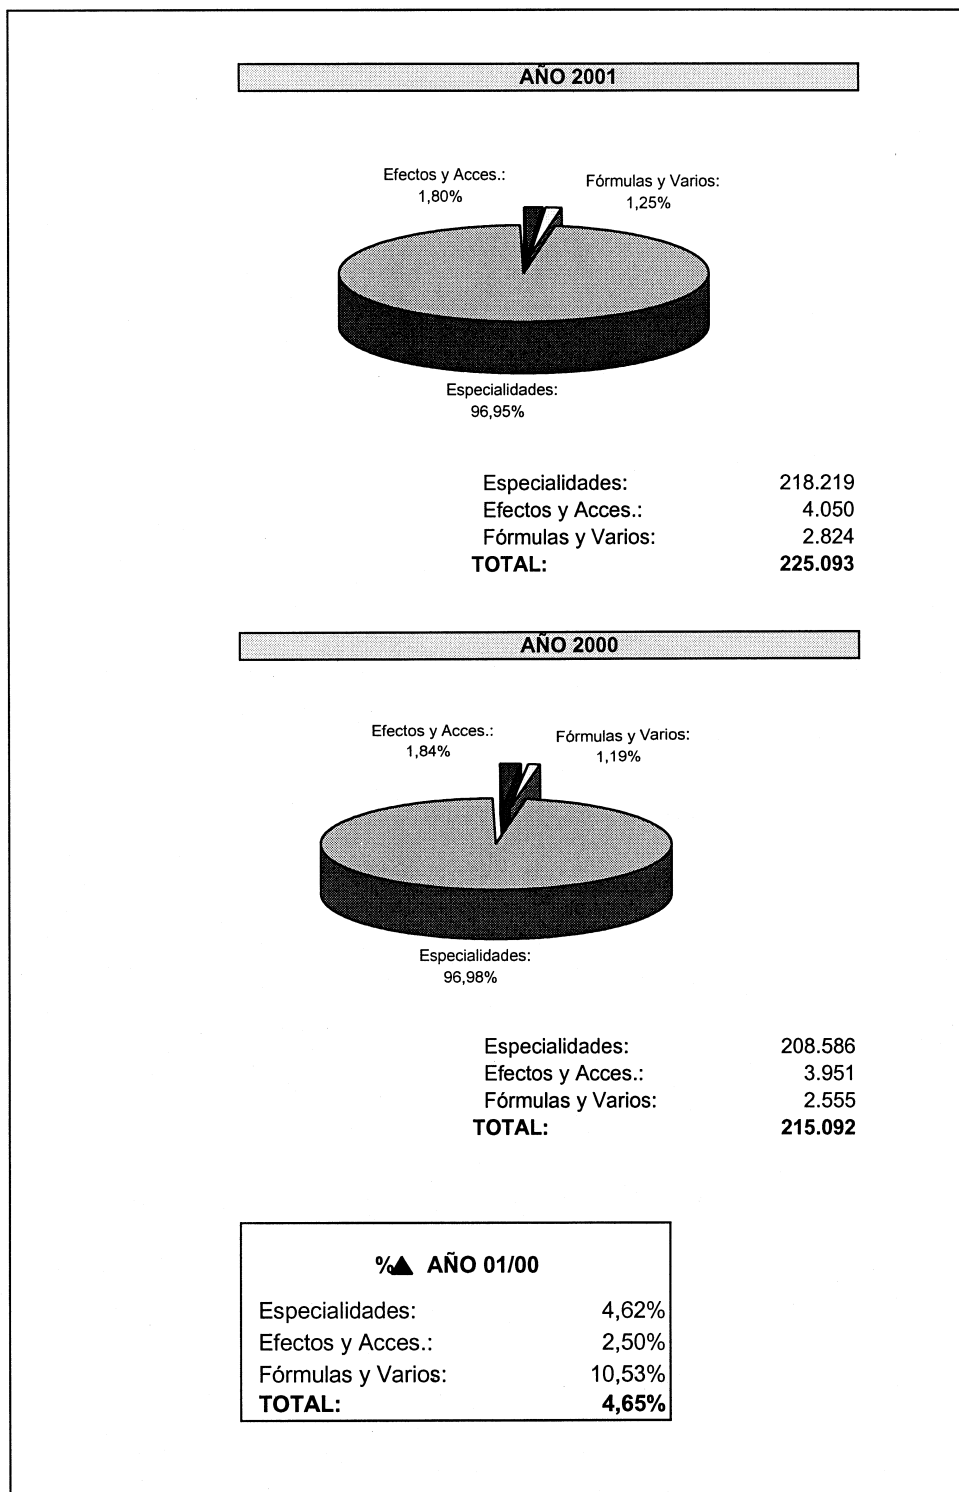 AÑO 2001
Efectos y Acces.:
1,80%
Fórmulas y Varios:
1,25%
Especialidades:
96,95%
Especialidades: 218.219
Efectos y Acces.: 4.050
Fórmulas y Varios: 2.824
TOTAL: 225.093
AÑO 2000
Efectos y Acces.:
1,84%
Fórmulas y Varios:
1,19%
Especialidades:
96,98%
Especialidades: 208.586
Efectos y Acces.: 3.951
Fórmulas y Varios: 2.555
TOTAL: 215.092
%▲ AÑO 01/00
Especialidades: 4,62%
Efectos y Acces.: 2,50%
Fórmulas y Varios: 10,53%
TOTAL: 4,65%